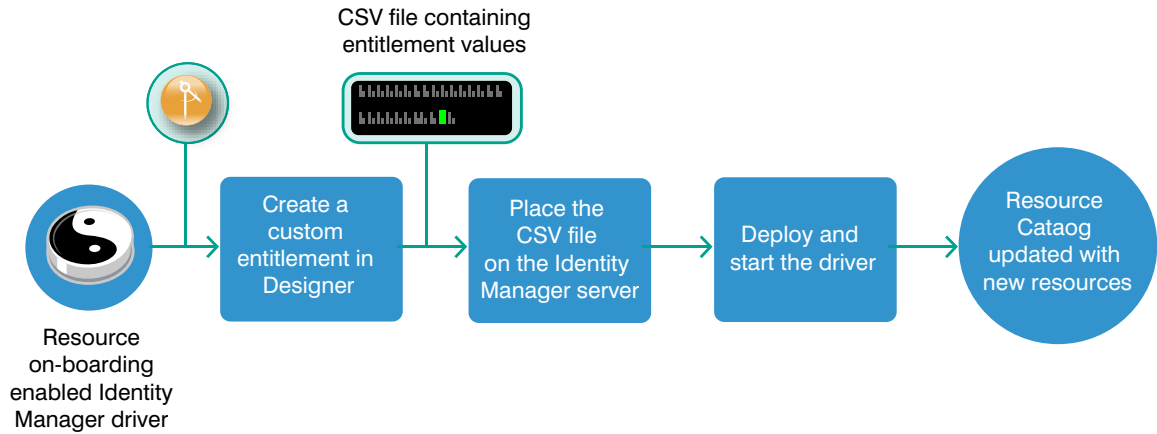 CSV file containing
entitlement values
Resource
on-boarding
enabled Identity
Manager driver
Create a
custom
entitlement in
Designer
Place the
CSV file
on the Identity
Manager server
Deploy and
start the driver
Resource
Cataog
updated with
new resources